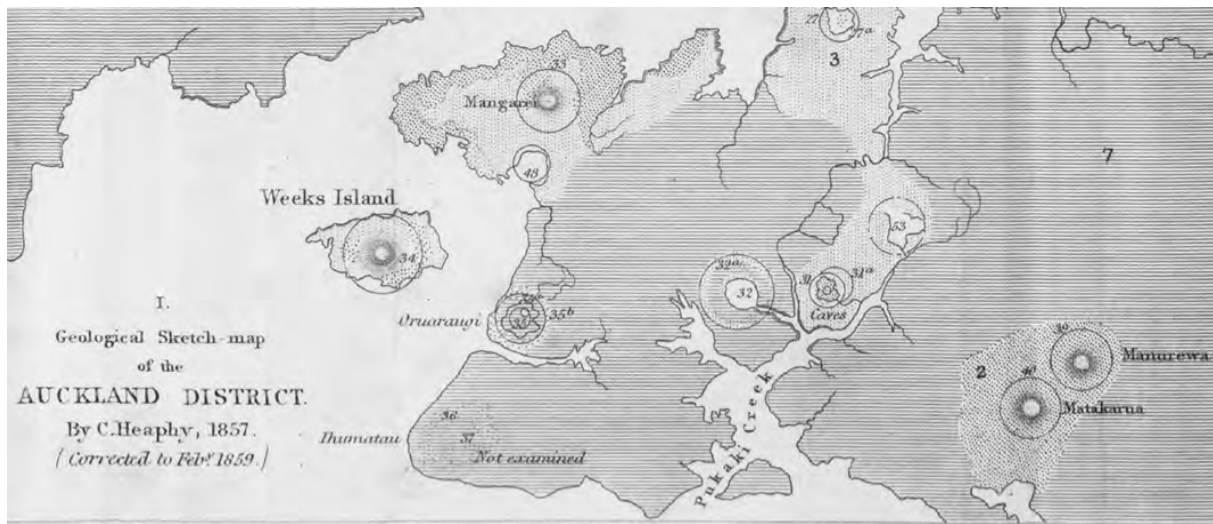 27
27a
3
33
Mangarei
7
48
Weeks Island
53
34
32a
32
31
31a
Caves
Oruarangi
35
35b
I.
Geological Sketch-map
of the
AUCKLAND DISTRICT.
By C. Heaphy, 1857.
(Corrected to Feby. 1859.)
Manurewa
2
40
Matakarua
36
37
Ihumatau
Not examined
Pukaki Creek